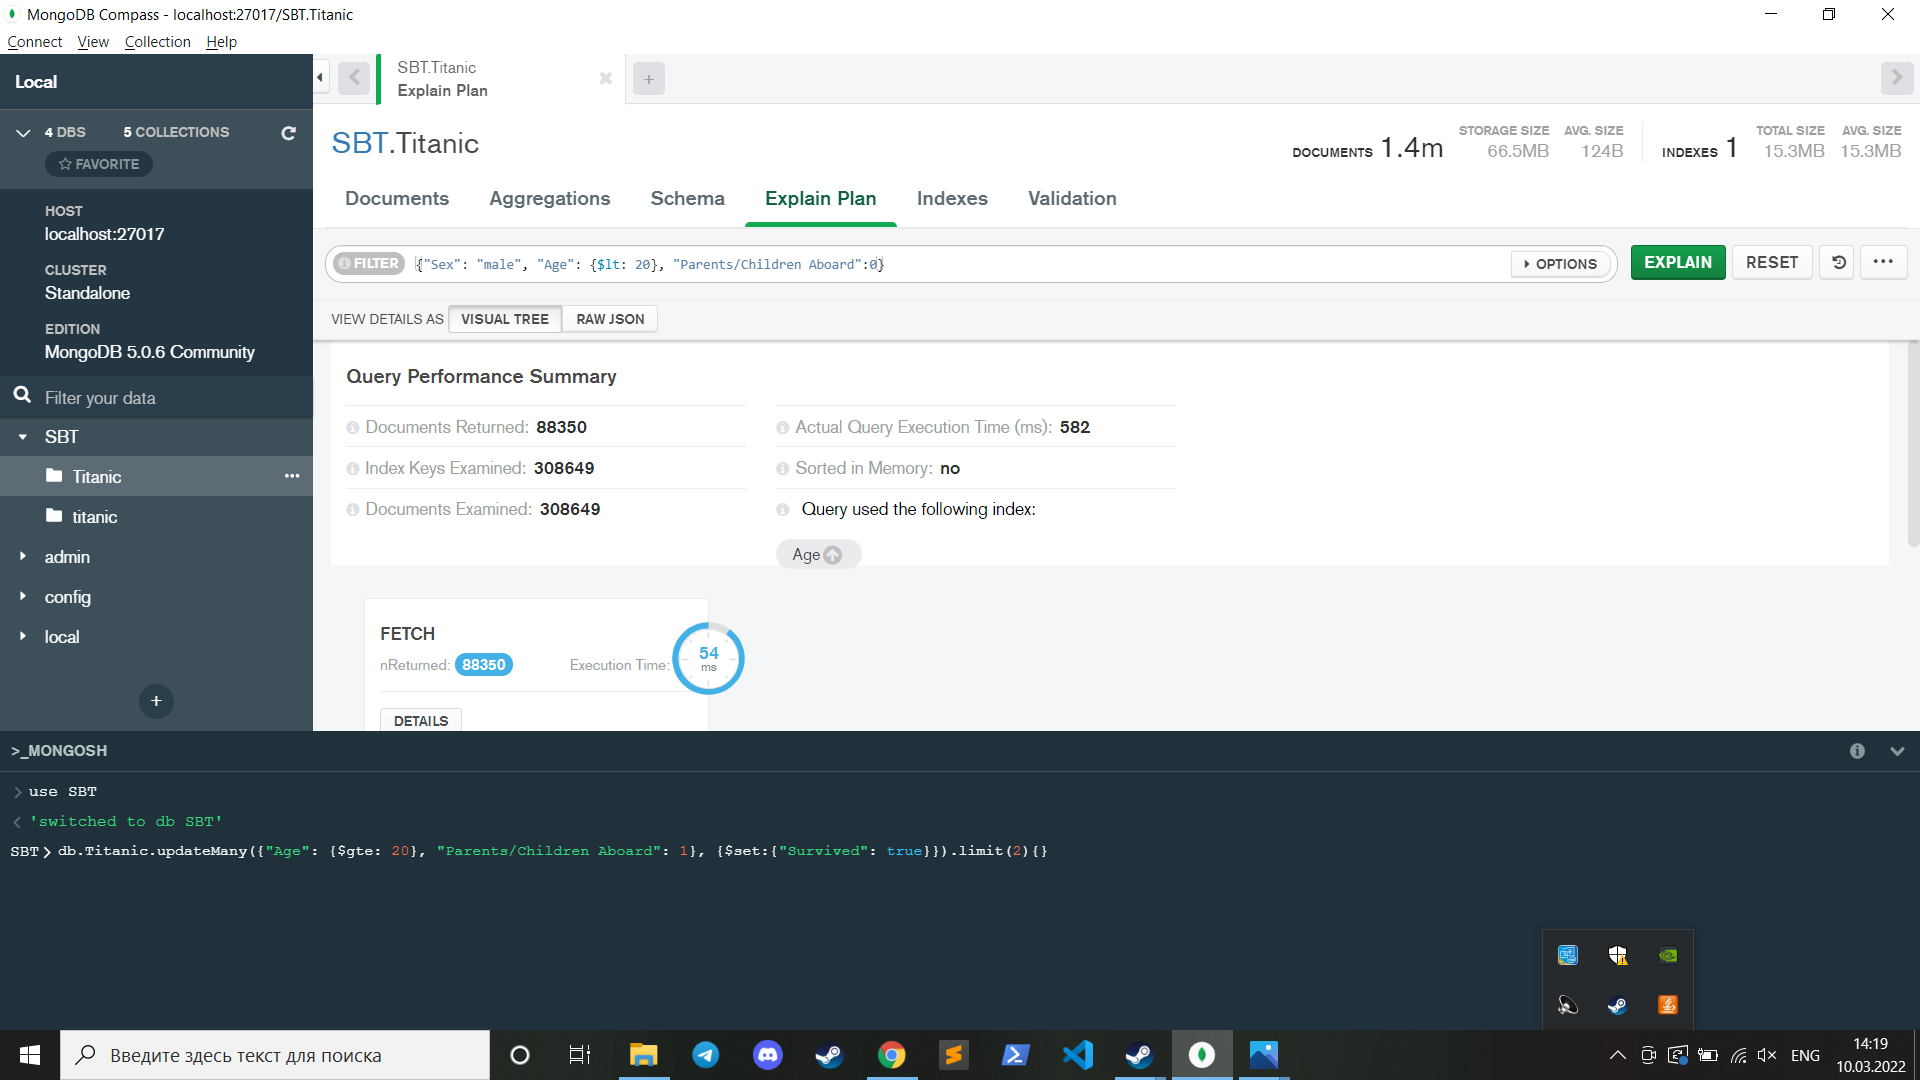 MongoDB Compass - localhost:27017/SBT.Titanic
Connect View Collection Help
Local
4 DBS 5 COLLECTIONS
FAVORITE
HOST
localhost:27017
CLUSTER
Standalone
EDITION
MongoDB 5.0.6 Community
Filter your data
SBT
Titanic
titanic
admin
config
local
SBT.Titanic
Explain Plan
SBT.Titanic
DOCUMENTS 1.4m
STORAGE SIZE
66.5MB
AVG. SIZE
124B
INDEXES 1
TOTAL SIZE
15.3MB
AVG. SIZE
15.3MB
Documents Aggregations Schema Explain Plan Indexes Validation
FILTER {"Sex": "male", "Age": {$lt: 20}, "Parents/Children Aboard":0}
OPTIONS EXPLAIN RESET
VIEW DETAILS AS VISUAL TREE RAW JSON
Query Performance Summary
Documents Returned: 88350
Index Keys Examined: 308649
Documents Examined: 308649
Actual Query Execution Time (ms): 582
Sorted in Memory: no
Query used the following index:
Age
FETCH
nReturned: 88350 Execution Time: 54 ms
DETAILS
>_MONGOSH
> use SBT
< 'switched to db SBT'
SBT> db.Titanic.updateMany({"Age": {$gte: 20}, "Parents/Children Aboard": 1}, {$set:{"Survived": true}}).limit(2){}
Введите здесь текст для поиска
ENG
14:19
10.03.2022